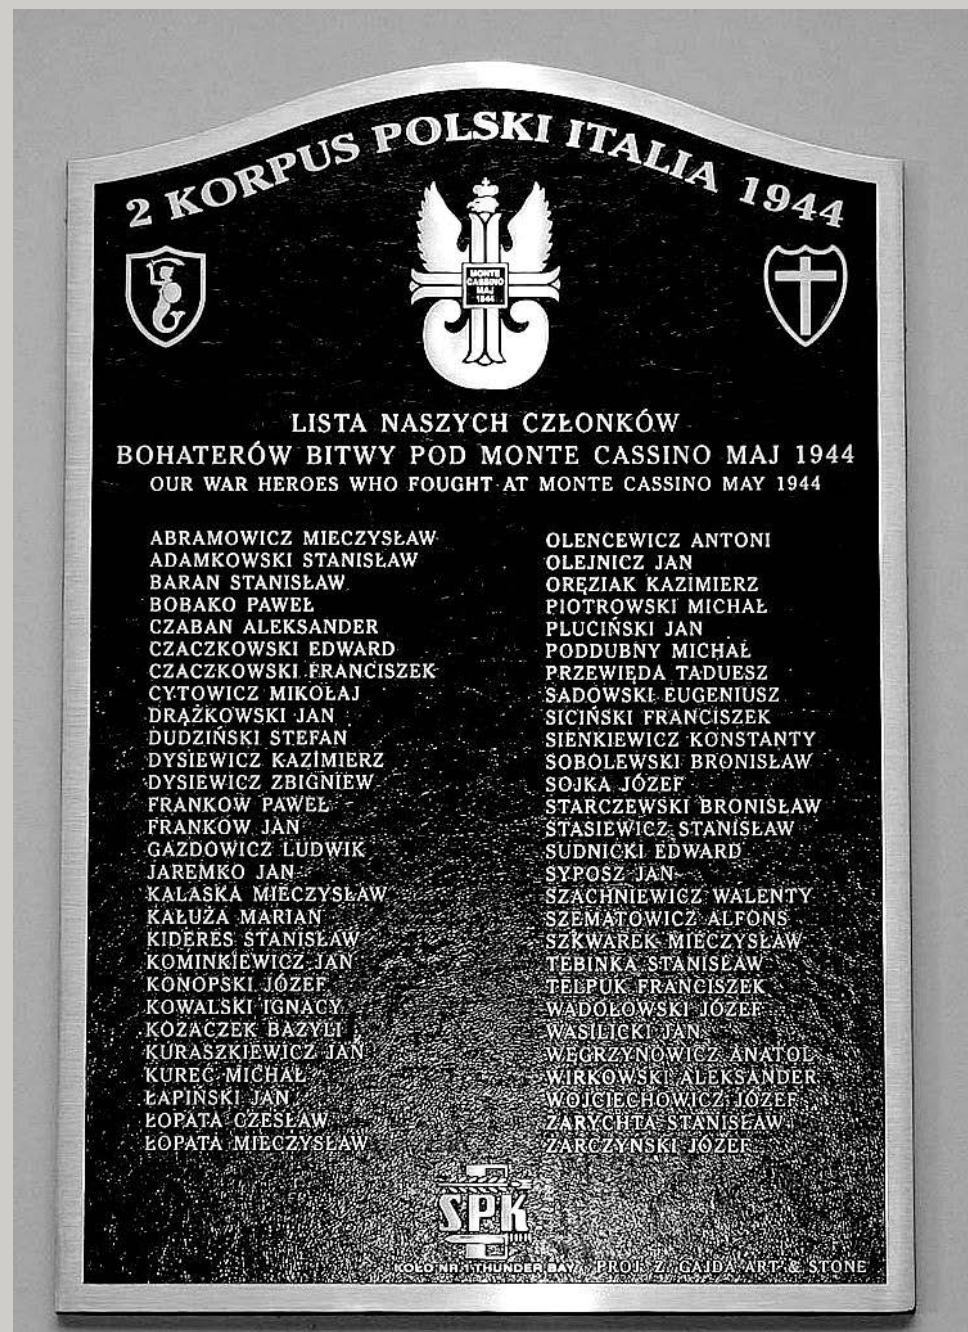 2 KORPUS POLSKI ITALIA 1944
MONTE
CASSINO
MAJ
1944
LISTA NASZYCH CZŁONKÓW
BOHATERÓW BITWY POD MONTE CASSINO MAJ 1944
OUR WAR HEROES WHO FOUGHT AT MONTE CASSINO MAY 1944
ABRAMOWICZ MIECZYSŁAW
ADAMKOWSKI STANISŁAW
BARAN STANISŁAW
BOBAKO PAWEŁ
CZABAN ALEKSANDER
CZACZKOWSKI EDWARD
CZACZKOWSKI FRANCISZEK
CYTOWICZ MIKOŁAJ
DRĄŻKOWSKI JAN
DUDZIŃSKI STEFAN
DYSIEWICZ KAZIMIERZ
DYSIEWICZ ZBIGNIEW
FRANKÓW PAWEŁ
FRANKÓW JAN
GAZDOWICZ LUDWIK
JAREMKO JAN
KALASKA MIECZYSŁAW
KAŁUŻA MARIAN
KIDERES STANISŁAW
KOMINKIEWICZ JAN
KONOPSKI JÓZEF
KOWALSKI IGNACY
KOZACZEK BAZYLI
KURASZKIEWICZ JAN
KUREĆ MICHAŁ
ŁAPIŃSKI JAN
ŁOPATA CZESŁAW
ŁOPATA MIECZYSŁAW
OLENCEWICZ ANTONI
OLEJNICZ JAN
ORĘZIAK KAZIMIERZ
PIOTROWSKI MICHAŁ
PLUCIŃSKI JAN
PODDUBNY MICHAŁ
PRZEWIĘDA TADUESZ
SADOWSKI EUGENIUSZ
SICIŃSKI FRANCISZEK
SIENKIEWICZ KONSTANTY
SOBOLEWSKI BRONISŁAW
SOJKA JÓZEF
STARCZEWSKI BRONISŁAW
STASIEWICZ STANISŁAW
SUDNICKI EDWARD
SYPOSZ JAN
SZACHNIEWICZ WALENTY
SZEMATOWICZ ALFONS
SZKWAREK MIECZYSŁAW
TEBINKA STANISŁAW
TELPUK FRANCISZEK
WADOŁOWSKI JÓZEF
WASILICKI JAN
WĘGRZYNOWICZ ANATOL
WIRKOWSKI ALEKSANDER
WOJCIECHOWICZ JÓZEF
ZARYCHTA STANISŁAW
ŻARCZYŃSKI JÓZEF
SPK
KOŁO NR. 1 THUNDER BAY
PROJ. Z. GAJDA ART & STONE